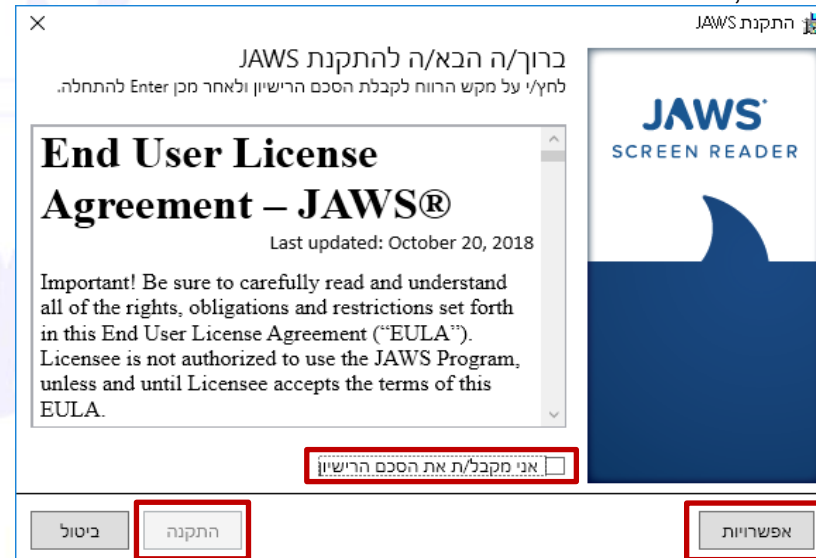 התקנת JAWS
ברוך/ה הבא/ה להתקנת JAWS
לחץ/י על מקש הרווח לקבלת הסכם הרישיון ולאחר מכן Enter להתחלה.
JAWS
SCREEN READER
End User License
Agreement – JAWS®
Last updated: October 20, 2018
Important! Be sure to carefully read and understand
all of the rights, obligations and restrictions set forth
in this End User License Agreement (“EULA”).
Licensee is not authorized to use the JAWS Program,
unless and until Licensee accepts the terms of this
EULA.
אני מקבל/ת את הסכם הרישיון
אפשרויות
התקנה
ביטול